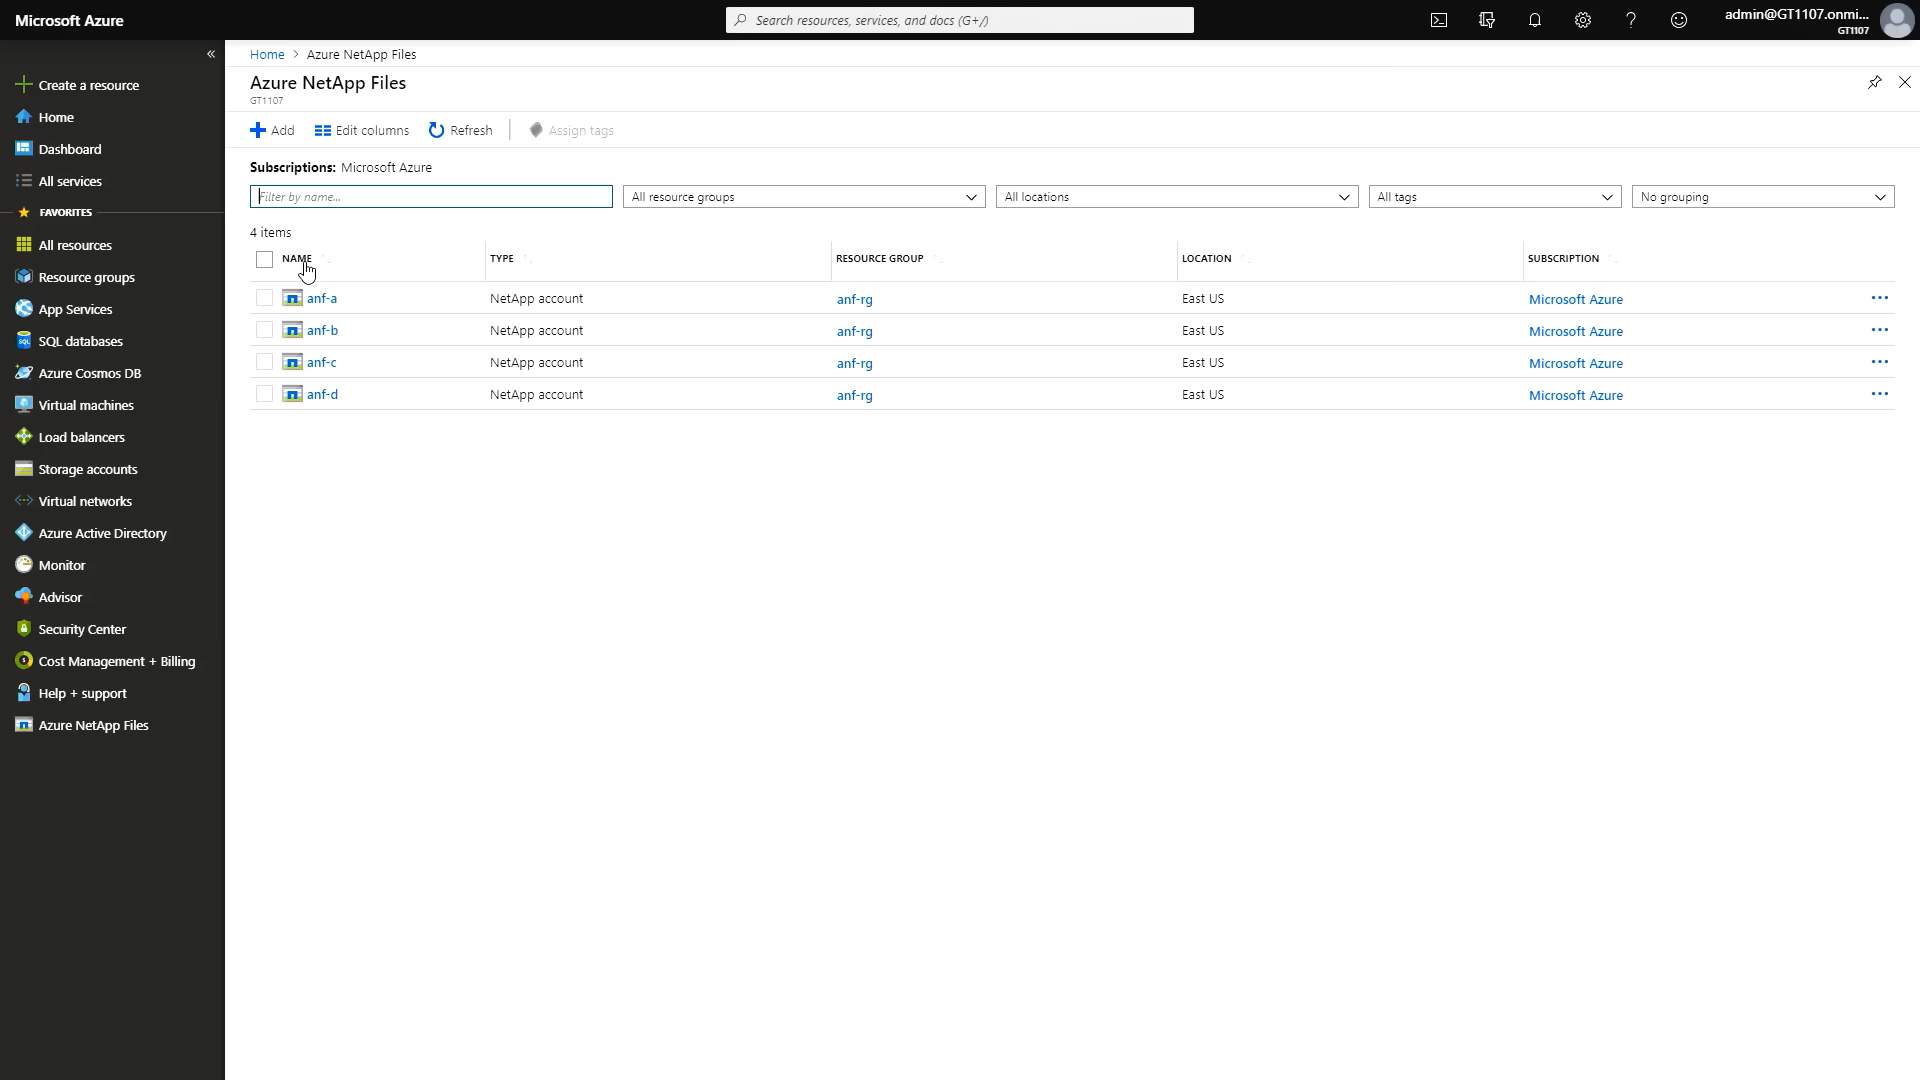 Microsoft Azure
Search resources, services, and docs (G+/)
admin@GT1107.onmi...
GT1107
«
Create a resource
Home
Dashboard
All services
FAVORITES
All resources
Resource groups
App Services
SQL databases
Azure Cosmos DB
Virtual machines
Load balancers
Storage accounts
Virtual networks
Azure Active Directory
Monitor
Advisor
Security Center
Cost Management + Billing
Help + support
Azure NetApp Files
Home > Azure NetApp Files
Azure NetApp Files
GT1107
Add Edit columns Refresh Assign tags
Subscriptions: Microsoft Azure
Filter by name... All resource groups All locations All tags No grouping
4 items
NAME TYPE RESOURCE GROUP LOCATION SUBSCRIPTION
anf-a NetApp account anf-rg East US Microsoft Azure ...
anf-b NetApp account anf-rg East US Microsoft Azure ...
anf-c NetApp account anf-rg East US Microsoft Azure ...
anf-d NetApp account anf-rg East US Microsoft Azure ...